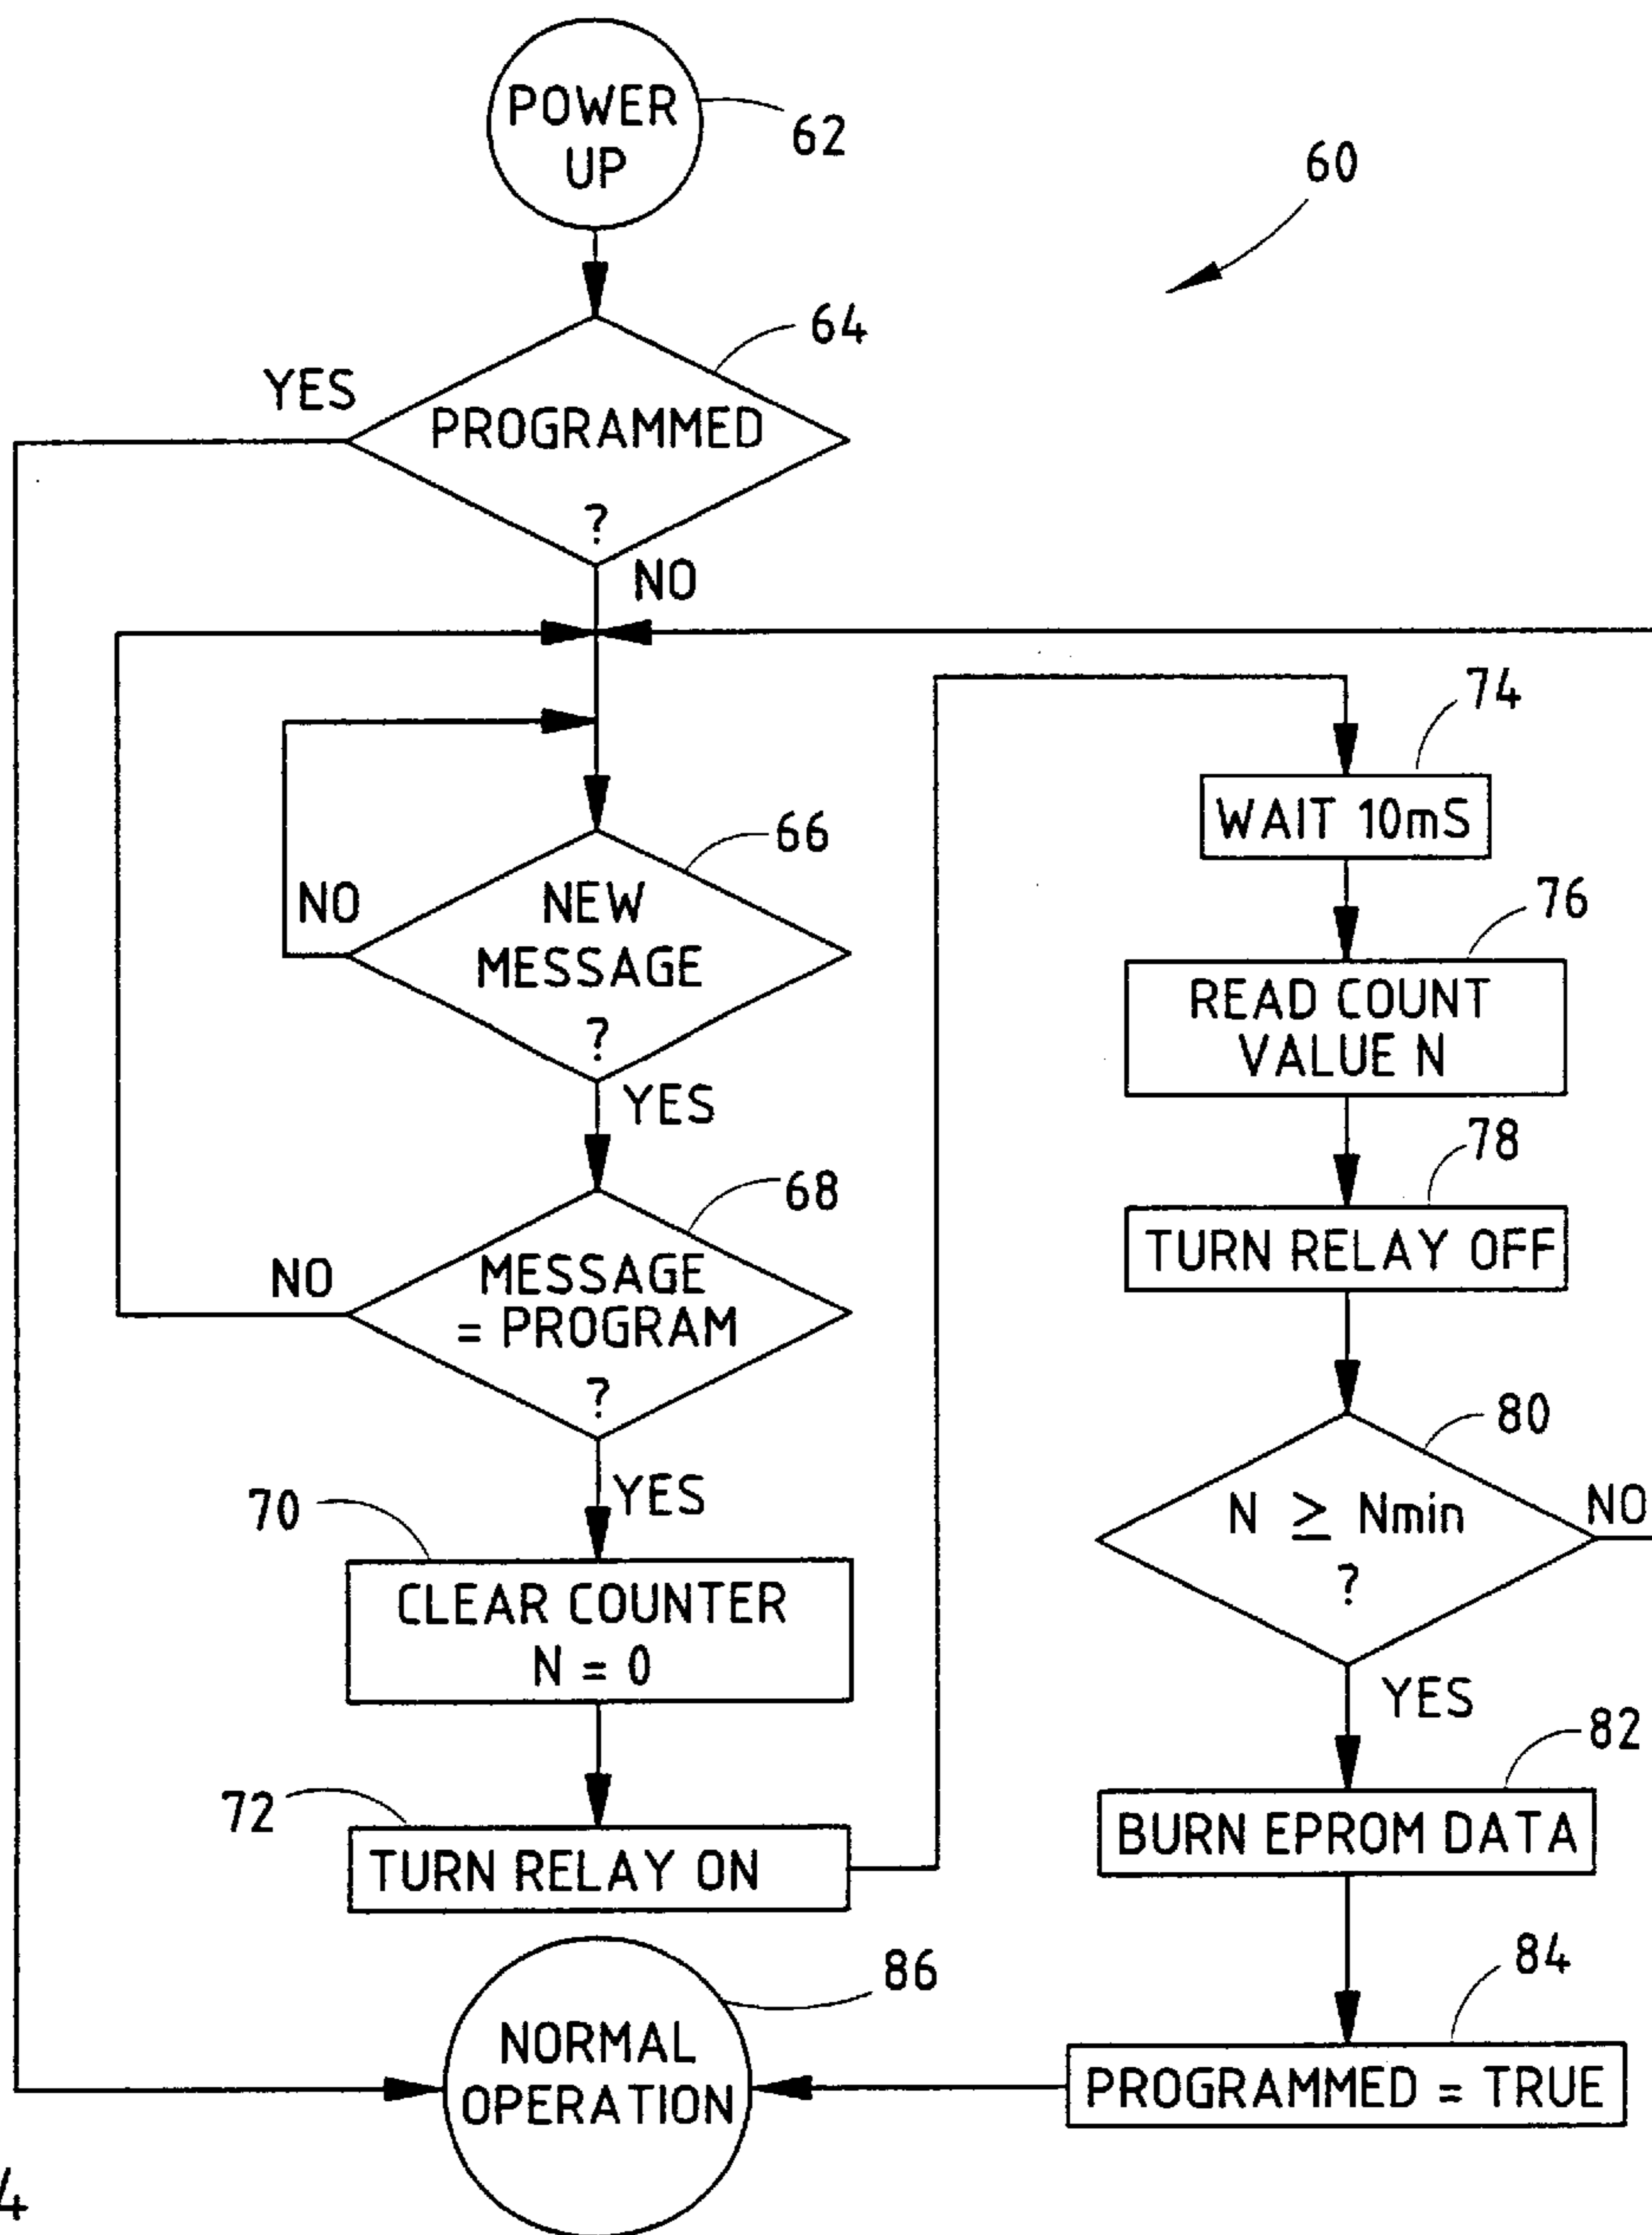 POWER
UP
62
60
64
YES
PROGRAMMED
?
NO
66
NO
NEW
MESSAGE
?
YES
68
NO
MESSAGE
= PROGRAM
?
YES
70
CLEAR COUNTER
N = 0
72
TURN RELAY ON
74
WAIT 10mS
76
READ COUNT
VALUE N
78
TURN RELAY OFF
80
N ≥ Nmin
?
NO
YES
82
BURN EPROM DATA
84
PROGRAMMED = TRUE
86
NORMAL
OPERATION
4